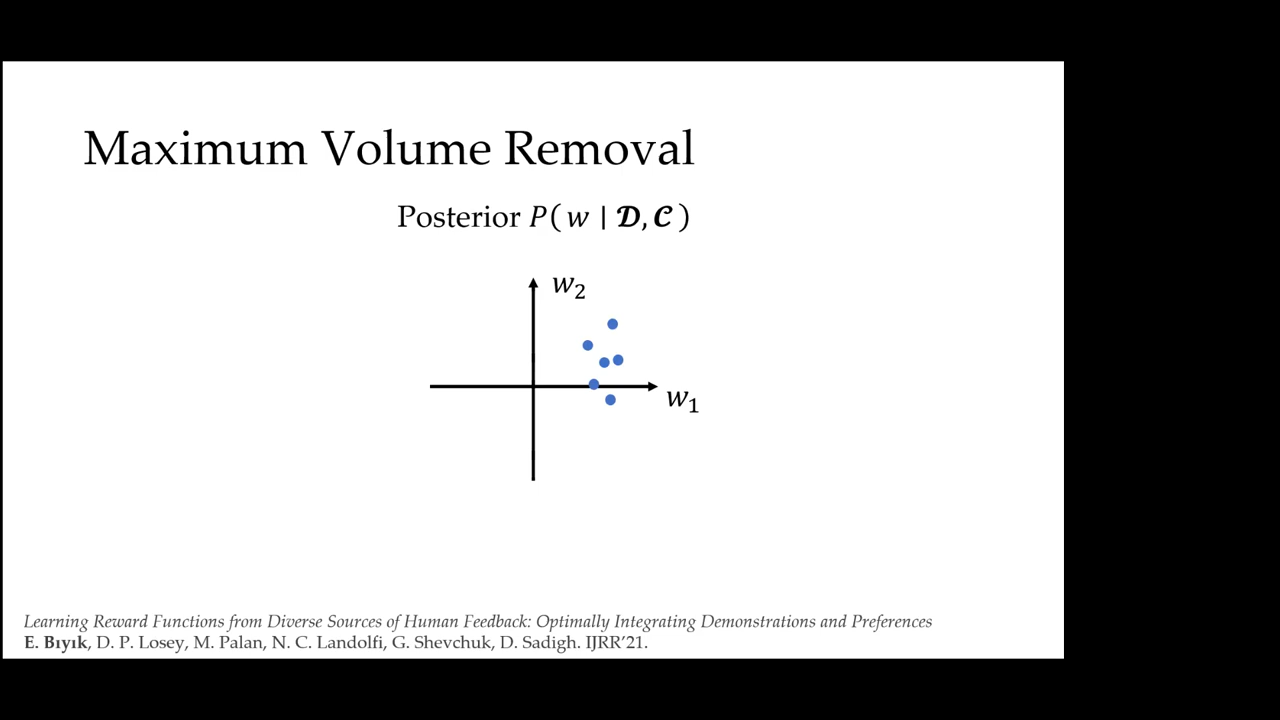 Maximum Volume Removal
Posterior P(w | 𝓓, 𝓒)
w₂
w₁
Learning Reward Functions from Diverse Sources of Human Feedback: Optimally Integrating Demonstrations and Preferences
E. Bıyık, D. P. Losey, M. Palan, N. C. Landolfi, G. Shevchuk, D. Sadigh. IJRR’21.